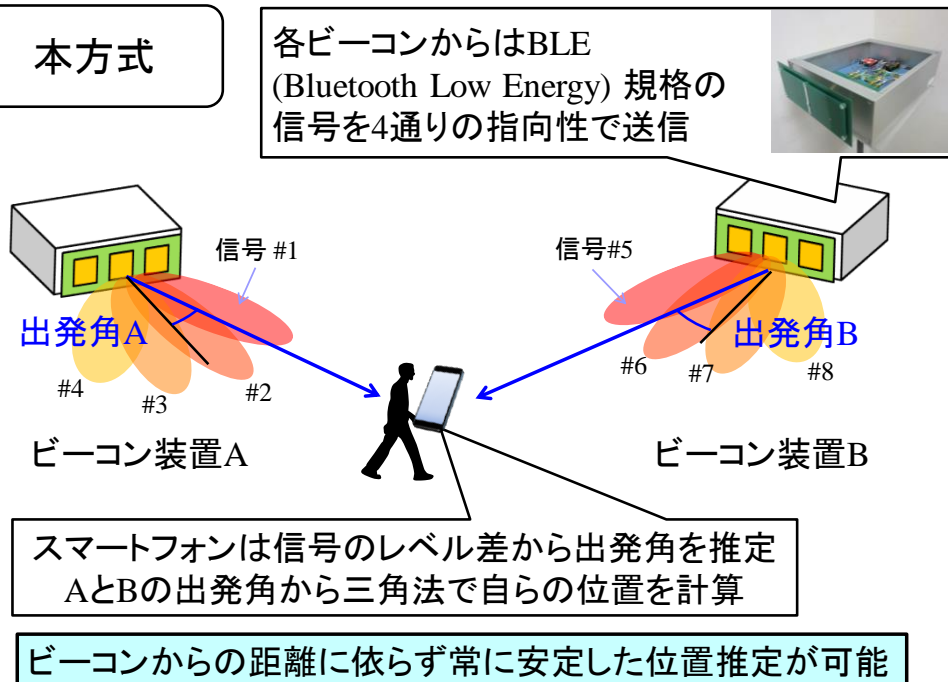 本方式
各ビーコンからはBLE
(Bluetooth Low Energy) 規格の
信号を4通りの指向性で送信
信号 #1
信号#5
出発角A
出発角B
#4
#3
#2
#6
#7
#8
ビーコン装置A
ビーコン装置B
スマートフォンは信号のレベル差から出発角を推定
AとBの出発角から三角法で自らの位置を計算
ビーコンからの距離に依らず常に安定した位置推定が可能